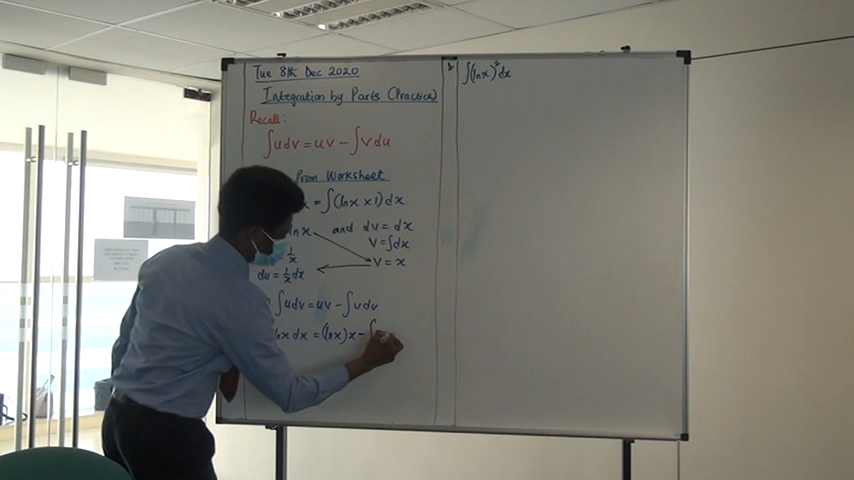 Tue 8th Dec 2020
Integration by Parts (Practice)
Recall:
∫udv = uv − ∫vdu
from Worksheet
= ∫(lnx × 1) dx
lnx and dv = dx
1/x v = ∫dx
du = 1/x dx v = x
∫udv = uv − ∫vdu
lnx dx = (lnx)x − ∫
∫(lnx)² dx